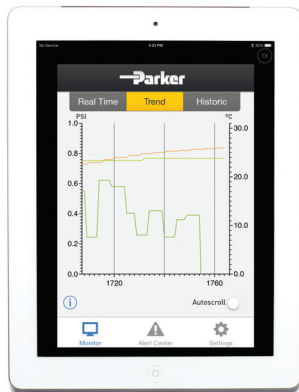 No Service 4:03 PM 90%
1X
Parker
Real Time Trend Historic
PSI °C
1.0
30.0
0.8
20.0
0.6
0.4
10.0
0.2
0.0 0.0
1720 1760
i Autoscroll
Monitor Alert Center Settings